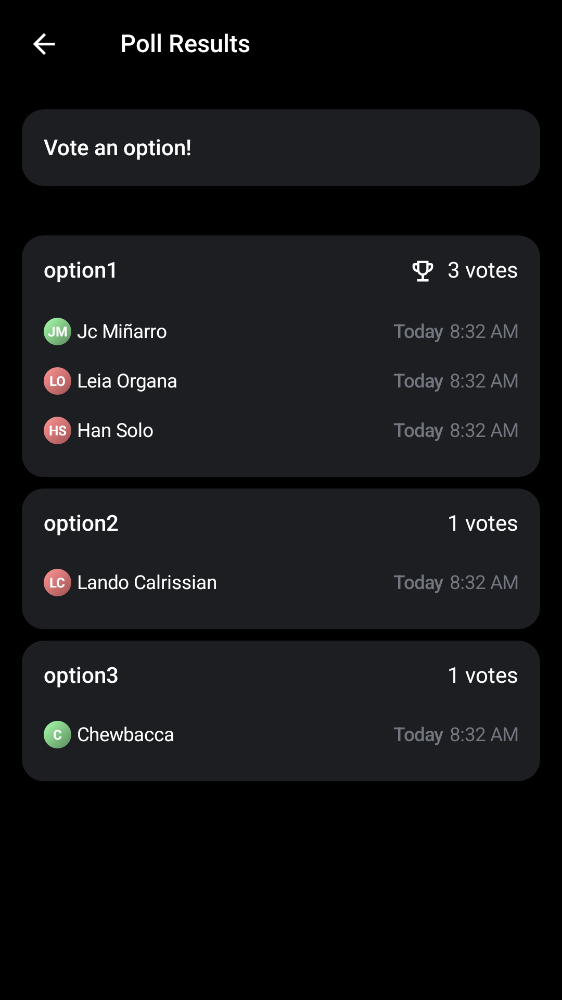 Poll Results
Vote an option!
option1 3 votes
JM Jc Miñarro Today 8:32 AM
LO Leia Organa Today 8:32 AM
HS Han Solo Today 8:32 AM
option2 1 votes
LC Lando Calrissian Today 8:32 AM
option3 1 votes
C Chewbacca Today 8:32 AM